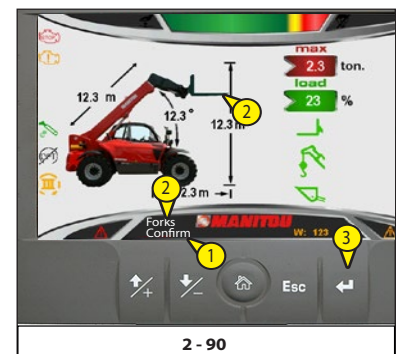 max
2.3 ton.
load
23 %
12.3 m
12.3 °
12.3 m
2.3 m
2
2
Forks
Confirm
MANITOU
W: 123
1
3
Esc
2 - 90